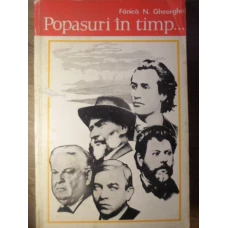 Fănică N. Gheorghe
Popasuri în timp...